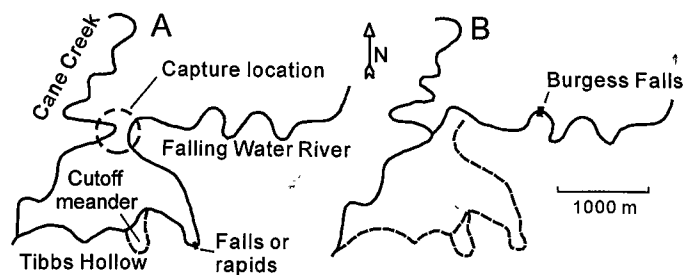 A
B
Cane Creek
N
Capture location
Burgess Falls
Falling Water River
Cutoff
meander
1000 m
Tibbs Hollow
Falls or
rapids